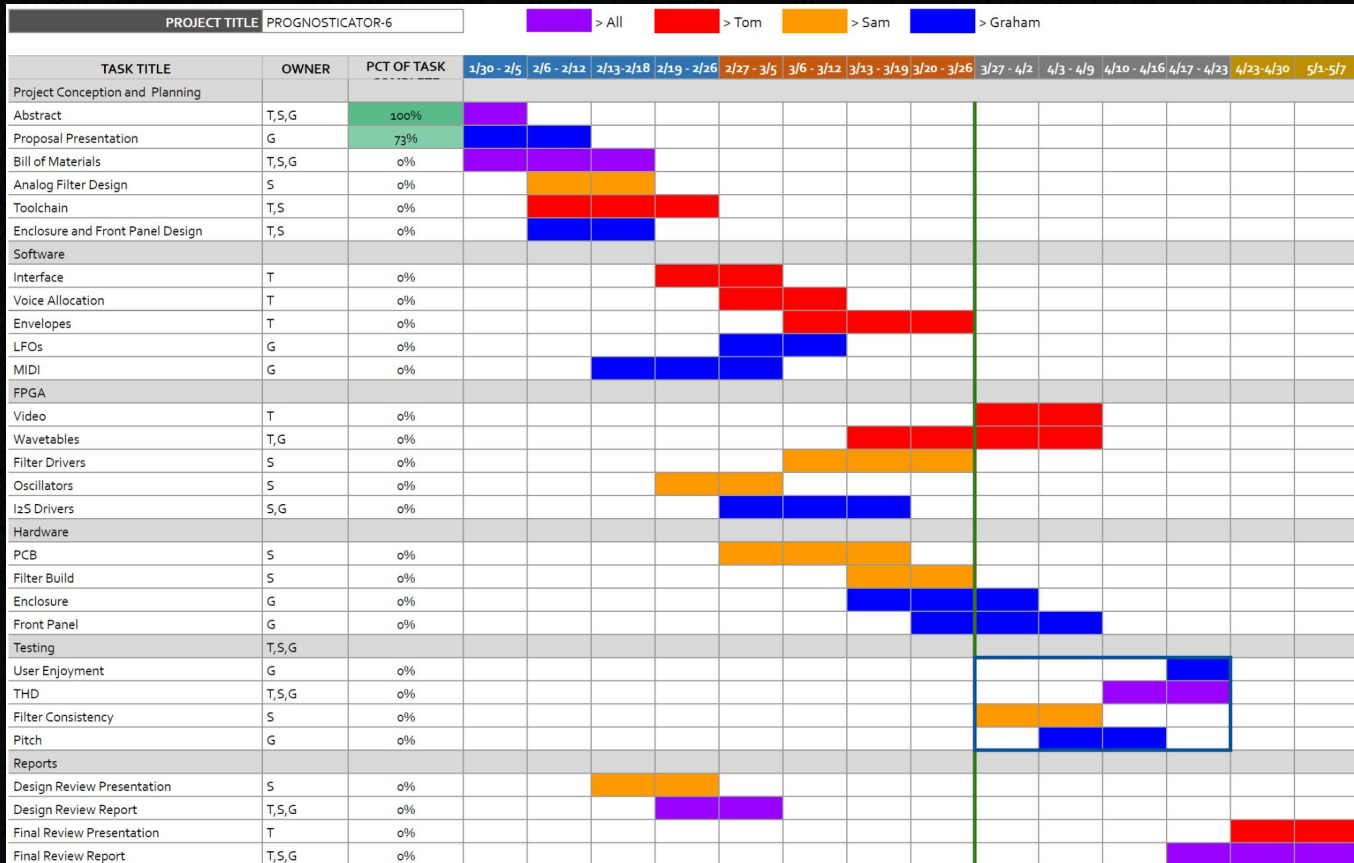 PROJECT TITLE PROGNOSTICATOR-6 > All > Tom > Sam > Graham
TASK TITLE OWNER PCT OF TASK 1/30 - 2/5 2/6 - 2/12 2/13-2/18 2/19 - 2/26 2/27 - 3/5 3/6 - 3/12 3/13 - 3/19 3/20 - 3/26 3/27 - 4/2 4/3 - 4/9 4/10 - 4/16 4/17 - 4/23 4/23-4/30 5/1-5/7
Project Conception and Planning
Abstract T,S,G 100%
Proposal Presentation G 73%
Bill of Materials T,S,G 0%
Analog Filter Design S 0%
Toolchain T,S 0%
Enclosure and Front Panel Design T,S 0%
Software
Interface T 0%
Voice Allocation T 0%
Envelopes T 0%
LFOs G 0%
MIDI G 0%
FPGA
Video T 0%
Wavetables T,G 0%
Filter Drivers S 0%
Oscillators S 0%
I2S Drivers S,G 0%
Hardware
PCB S 0%
Filter Build S 0%
Enclosure G 0%
Front Panel G 0%
Testing T,S,G
User Enjoyment G 0%
THD T,S,G 0%
Filter Consistency S 0%
Pitch G 0%
Reports
Design Review Presentation S 0%
Design Review Report T,S,G 0%
Final Review Presentation T 0%
Final Review Report T,S,G 0%